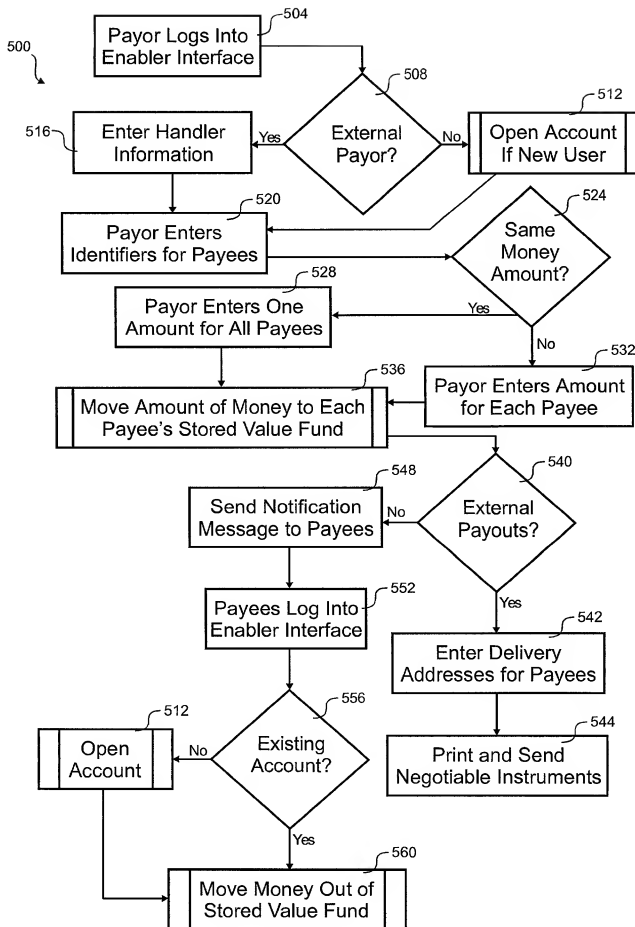 504
Payor Logs Into
Enabler Interface
500
508
External
Payor?
Yes
No
516
Enter Handler
Information
512
Open Account
If New User
520
Payor Enters
Identifiers for Payees
524
Same
Money
Amount?
528
Payor Enters One
Amount for All Payees
Yes
No
532
Payor Enters Amount
for Each Payee
536
Move Amount of Money to Each
Payee's Stored Value Fund
540
External
Payouts?
No
Yes
548
Send Notification
Message to Payees
552
Payees Log Into
Enabler Interface
542
Enter Delivery
Addresses for Payees
544
Print and Send
Negotiable Instruments
556
Existing
Account?
No
Yes
512
Open
Account
560
Move Money Out of
Stored Value Fund